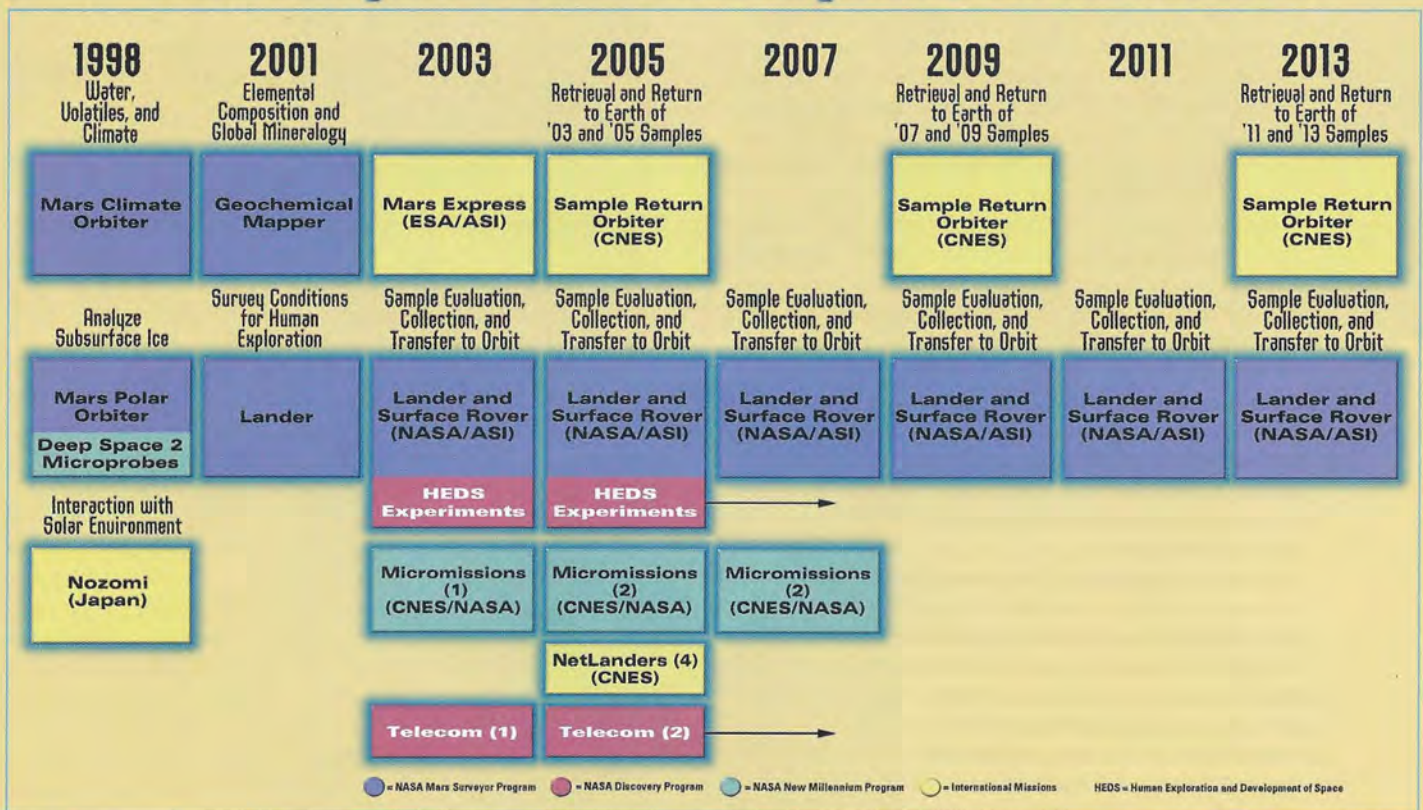 1998
Water,
Volatiles, and
Climate
Mars Climate
Orbiter
Analyze
Subsurface Ice
Mars Polar
Orbiter
Deep Space 2
Microprobes
Interaction with
Solar Environment
Nozomi
(Japan)
2001
Elemental
Composition and
Global Mineralogy
Geochemical
Mapper
Survey Conditions
for Human
Exploration
Lander
2003
Mars Express
(ESA/ASI)
Sample Evaluation,
Collection, and
Transfer to Orbit
Lander and
Surface Rover
(NASA/ASI)
HEDS
Experiments
Micromissions
(1)
(CNES/NASA)
Telecom (1)
2005
Retrieval and Return
to Earth of
'03 and '05 Samples
Sample Return
Orbiter
(CNES)
Sample Evaluation,
Collection, and
Transfer to Orbit
Lander and
Surface Rover
(NASA/ASI)
HEDS
Experiments
Micromissions
(2)
(CNES/NASA)
NetLanders (4)
(CNES)
Telecom (2)
2007
Sample Evaluation,
Collection, and
Transfer to Orbit
Lander and
Surface Rover
(NASA/ASI)
Micromissions
(2)
(CNES/NASA)
2009
Retrieval and Return
to Earth of
'07 and '09 Samples
Sample Return
Orbiter
(CNES)
Sample Evaluation,
Collection, and
Transfer to Orbit
Lander and
Surface Rover
(NASA/ASI)
2011
Sample Evaluation,
Collection, and
Transfer to Orbit
Lander and
Surface Rover
(NASA/ASI)
2013
Retrieval and Return
to Earth of
'11 and '13 Samples
Sample Return
Orbiter
(CNES)
Sample Evaluation,
Collection, and
Transfer to Orbit
Lander and
Surface Rover
(NASA/ASI)
= NASA Mars Surveyor Program = NASA Discovery Program = NASA New Millennium Program = International Missions HEDS = Human Exploration and Development of Space